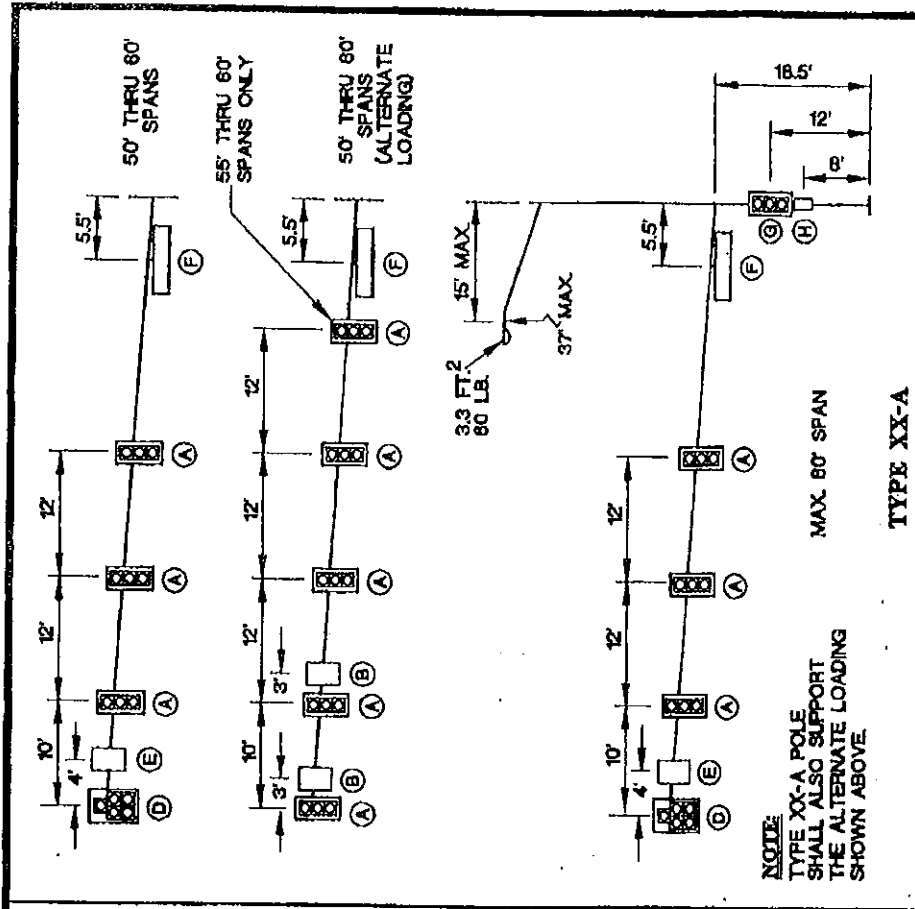 50' THRU 60'
SPANS
5.5'
12'
12'
10'
4'
F
A
A
A
E
D
55' THRU 60'
SPANS ONLY
50' THRU 60'
SPANS
(ALTERNATE
LOADING)
5.5'
12'
12'
12'
10'
3'
3'
F
A
A
A
B
A
B
A
15' MAX.
37" MAX.
3.3 FT.2
60 LB.
18.5'
12'
8'
5.5'
G
H
F
12'
12'
10'
4'
A
A
A
E
D
MAX. 60' SPAN
NOTE:
TYPE XX-A POLE
SHALL ALSO SUPPORT
THE ALTERNATE LOADING
SHOWN ABOVE.
TYPE XX-A